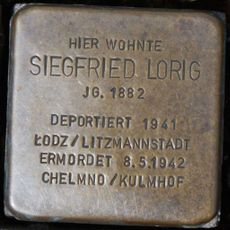 HIER WOHNTE
SIEGFRIED LORIG
JG. 1882
DEPORTIERT 1941
ŁODZ/LITZMANNSTADT
ERMORDET 8.5.1942
CHELMNO/KULMHOF